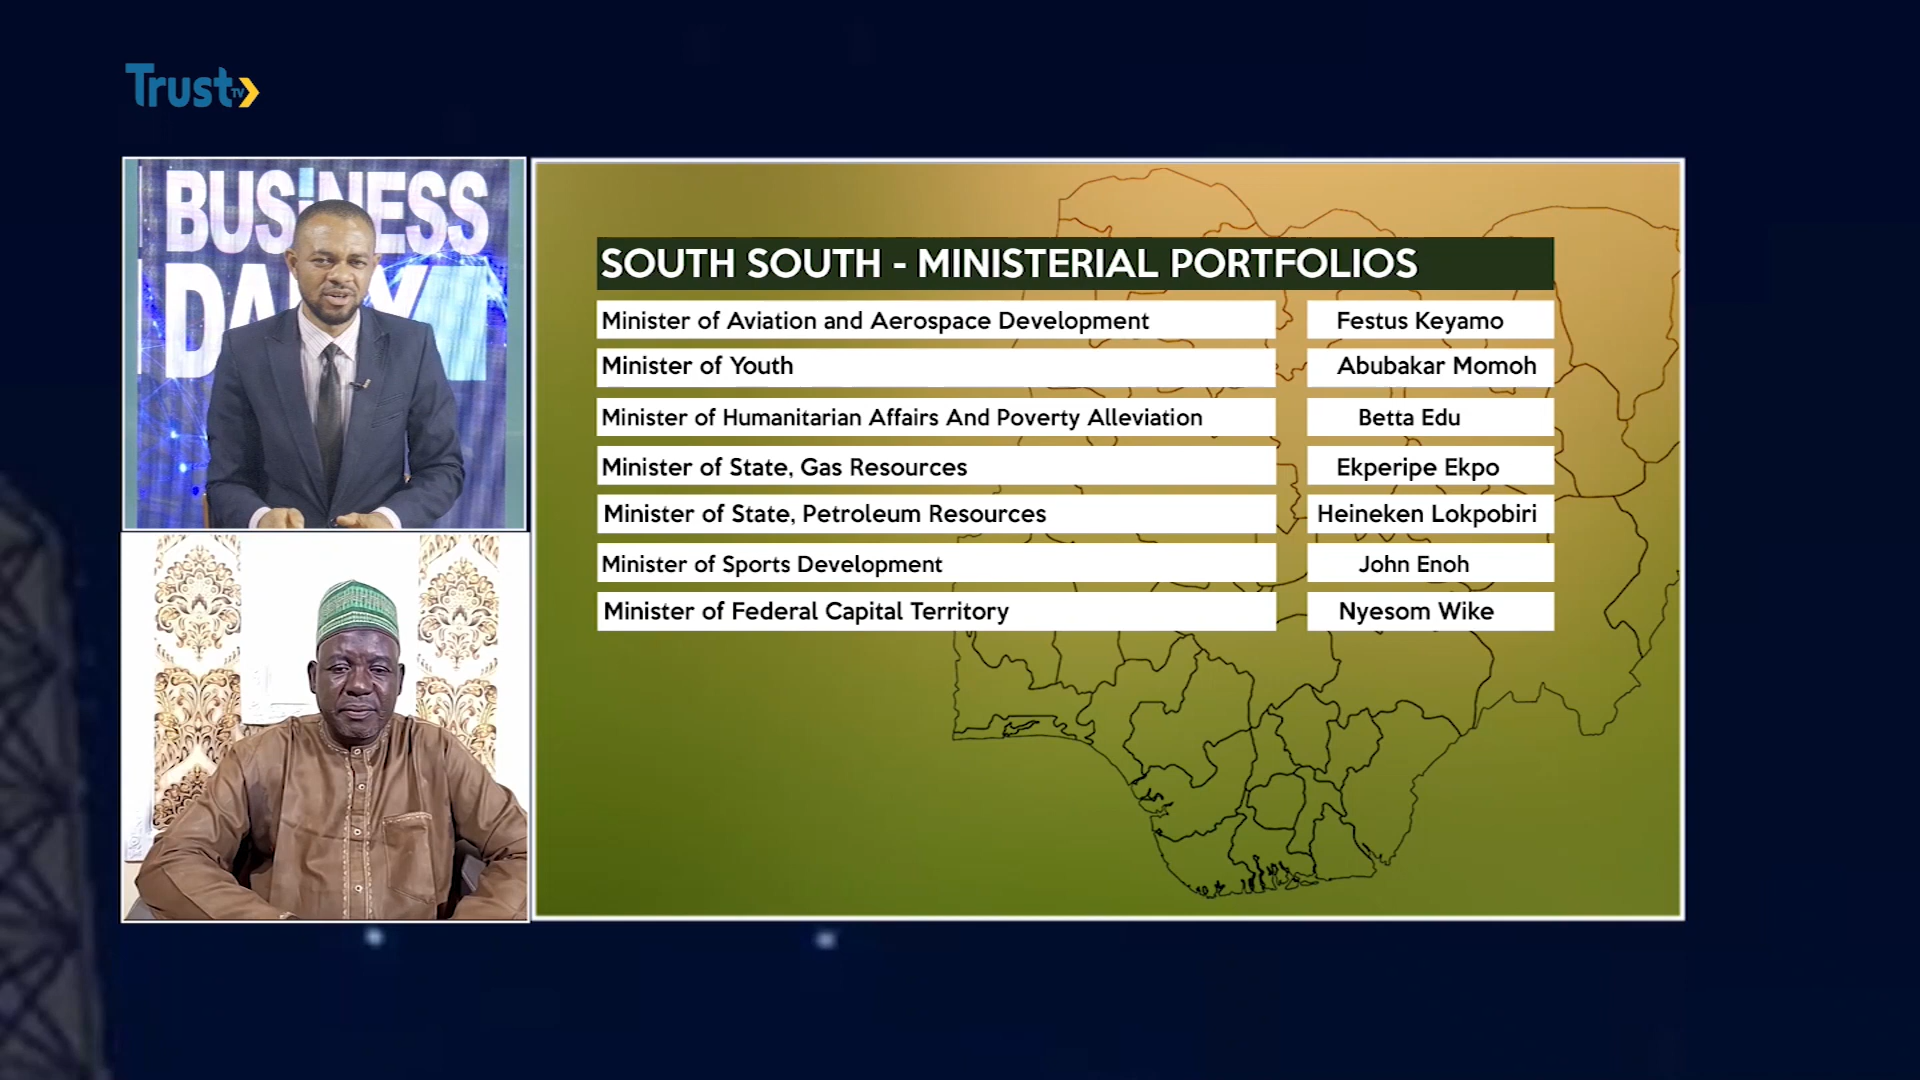 Trust TV
BUSINESS
DAILY
SOUTH SOUTH - MINISTERIAL PORTFOLIOS
Minister of Aviation and Aerospace Development Festus Keyamo
Minister of Youth Abubakar Momoh
Minister of Humanitarian Affairs And Poverty Alleviation Betta Edu
Minister of State, Gas Resources Ekperipe Ekpo
Minister of State, Petroleum Resources Heineken Lokpobiri
Minister of Sports Development John Enoh
Minister of Federal Capital Territory Nyesom Wike